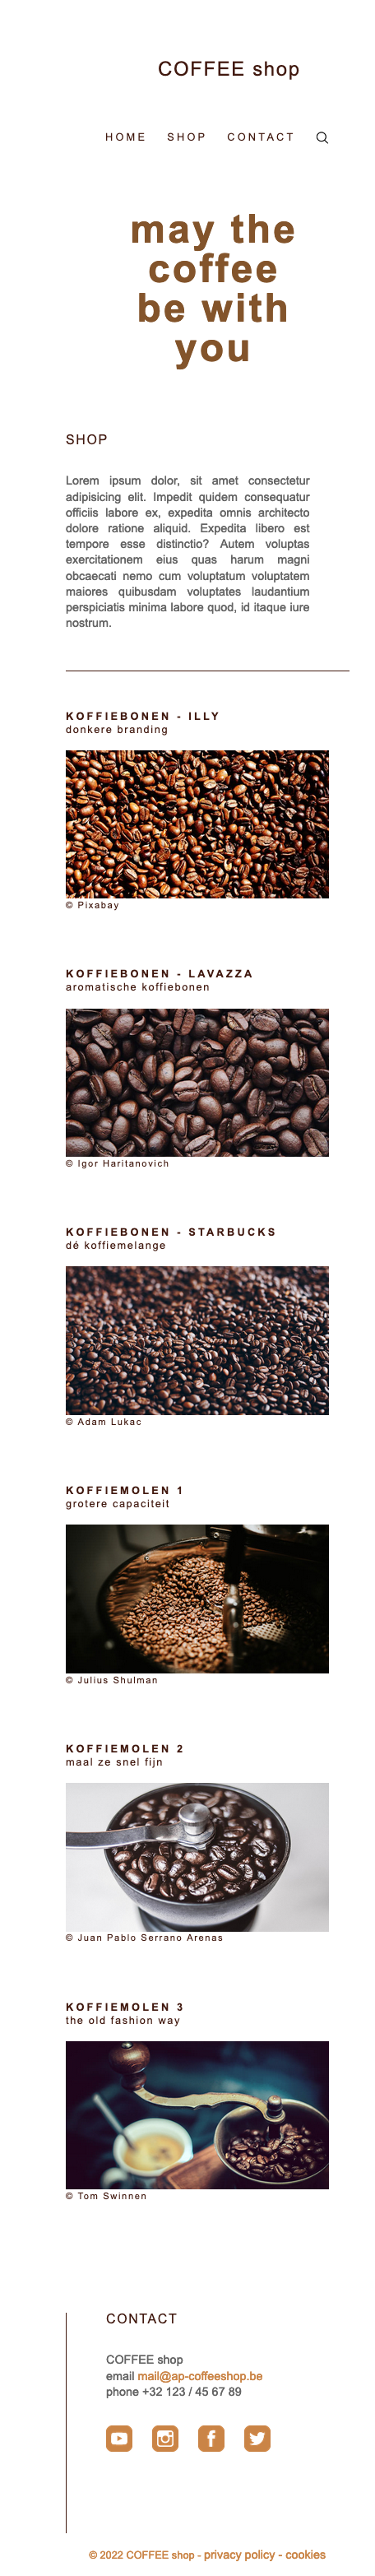 COFFEE shop
HOME SHOP CONTACT
may the
coffee
be with
you
SHOP
Lorem ipsum dolor, sit amet consectetur
adipisicing elit. Impedit quidem consequatur
officiis labore ex, expedita omnis architecto
dolore ratione aliquid. Expedita libero est
tempore esse distinctio? Autem voluptas
exercitationem eius quas harum magni
obcaecati nemo cum voluptatum voluptatem
maiores quibusdam voluptates laudantium
perspiciatis minima labore quod, id itaque iure
nostrum.
KOFFIEBONEN - ILLY
donkere branding
© Pixabay
KOFFIEBONEN - LAVAZZA
aromatische koffiebonen
© Igor Haritanovich
KOFFIEBONEN - STARBUCKS
dé koffiemelange
© Adam Lukac
KOFFIEMOLEN 1
grotere capaciteit
© Julius Shulman
KOFFIEMOLEN 2
maal ze snel fijn
© Juan Pablo Serrano Arenas
KOFFIEMOLEN 3
the old fashion way
© Tom Swinnen
CONTACT
COFFEE shop
email mail@ap-coffeeshop.be
phone +32 123 / 45 67 89
© 2022 COFFEE shop - privacy policy - cookies